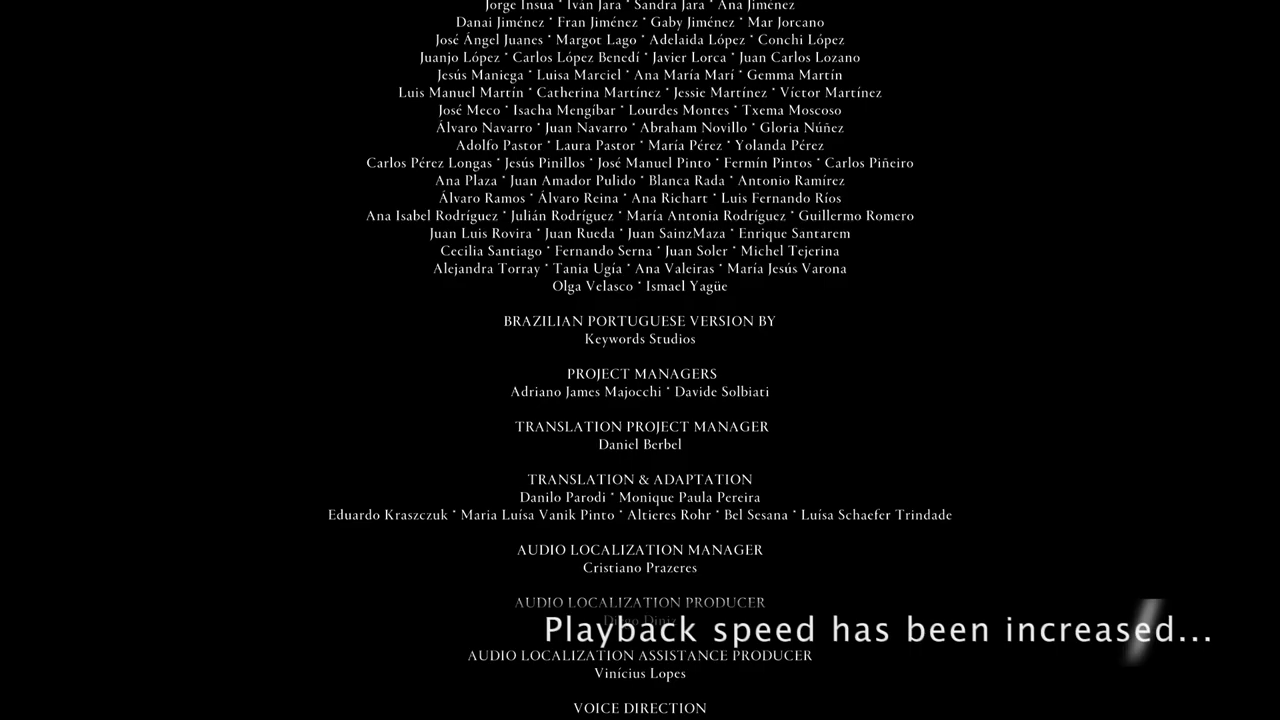 Jorge Insua * Iván Jara * Sandra Jara * Ana Jiménez
Danai Jiménez * Fran Jiménez * Gaby Jiménez * Mar Jorcano
José Ángel Juanes * Margot Lago * Adelaida López * Conchi López
Juanjo López * Carlos López Benedí * Javier Lorca * Juan Carlos Lozano
Jesús Maniega * Luisa Marciel * Ana María Marí * Gemma Martín
Luis Manuel Martín * Catherina Martínez * Jessie Martínez * Víctor Martínez
José Meco * Isacha Mengíbar * Lourdes Montes * Txema Moscoso
Álvaro Navarro * Juan Navarro * Abraham Novillo * Gloria Núñez
Adolfo Pastor * Laura Pastor * María Pérez * Yolanda Pérez
Carlos Pérez Longas * Jesús Pinillos * José Manuel Pinto * Fermín Pintos * Carlos Piñeiro
Ana Plaza * Juan Amador Pulido * Blanca Rada * Antonio Ramírez
Álvaro Ramos * Álvaro Reina * Ana Richart * Luis Fernando Ríos
Ana Isabel Rodríguez * Julián Rodríguez * María Antonia Rodríguez * Guillermo Romero
Juan Luis Rovira * Juan Rueda * Juan SainzMaza * Enrique Santarem
Cecilia Santiago * Fernando Serna * Juan Soler * Michel Tejerina
Alejandra Torray * Tania Ugía * Ana Valeiras * María Jesús Varona
Olga Velasco * Ismael Yagüe
BRAZILIAN PORTUGUESE VERSION BY
Keywords Studios
PROJECT MANAGERS
Adriano James Majocchi * Davide Solbiati
TRANSLATION PROJECT MANAGER
Daniel Berbel
TRANSLATION & ADAPTATION
Danilo Parodi * Monique Paula Pereira
Eduardo Kraszczuk * Maria Luísa Vanik Pinto * Altieres Rohr * Bel Sesana * Luísa Schaefer Trindade
AUDIO LOCALIZATION MANAGER
Cristiano Prazeres
AUDIO LOCALIZATION PRODUCER
Diego Diniz
Playback speed has been increased...
AUDIO LOCALIZATION ASSISTANCE PRODUCER
Vinícius Lopes
VOICE DIRECTION